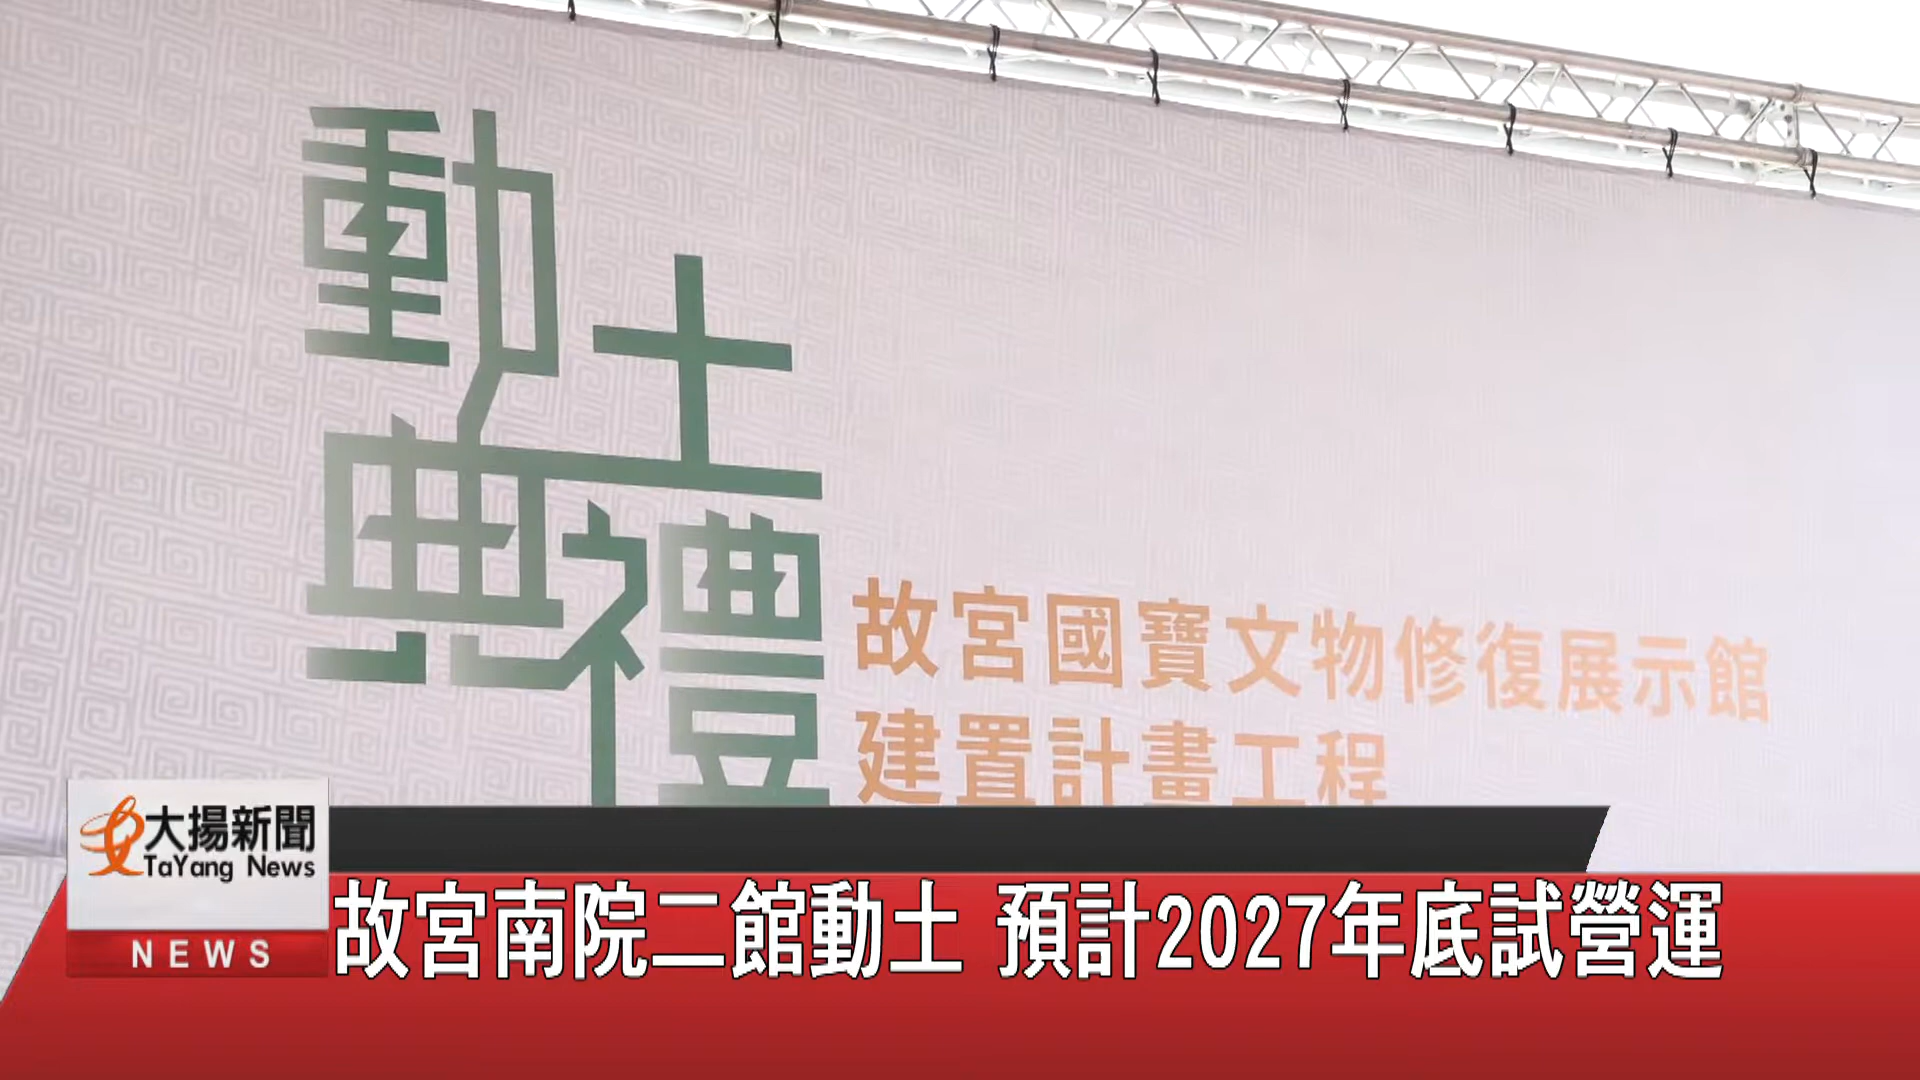 動土
典禮
故宮國寶文物修復展示館
建置計畫工程
大揚新聞
TaYang News
NEWS
故宮南院二館動土 預計2027年底試營運